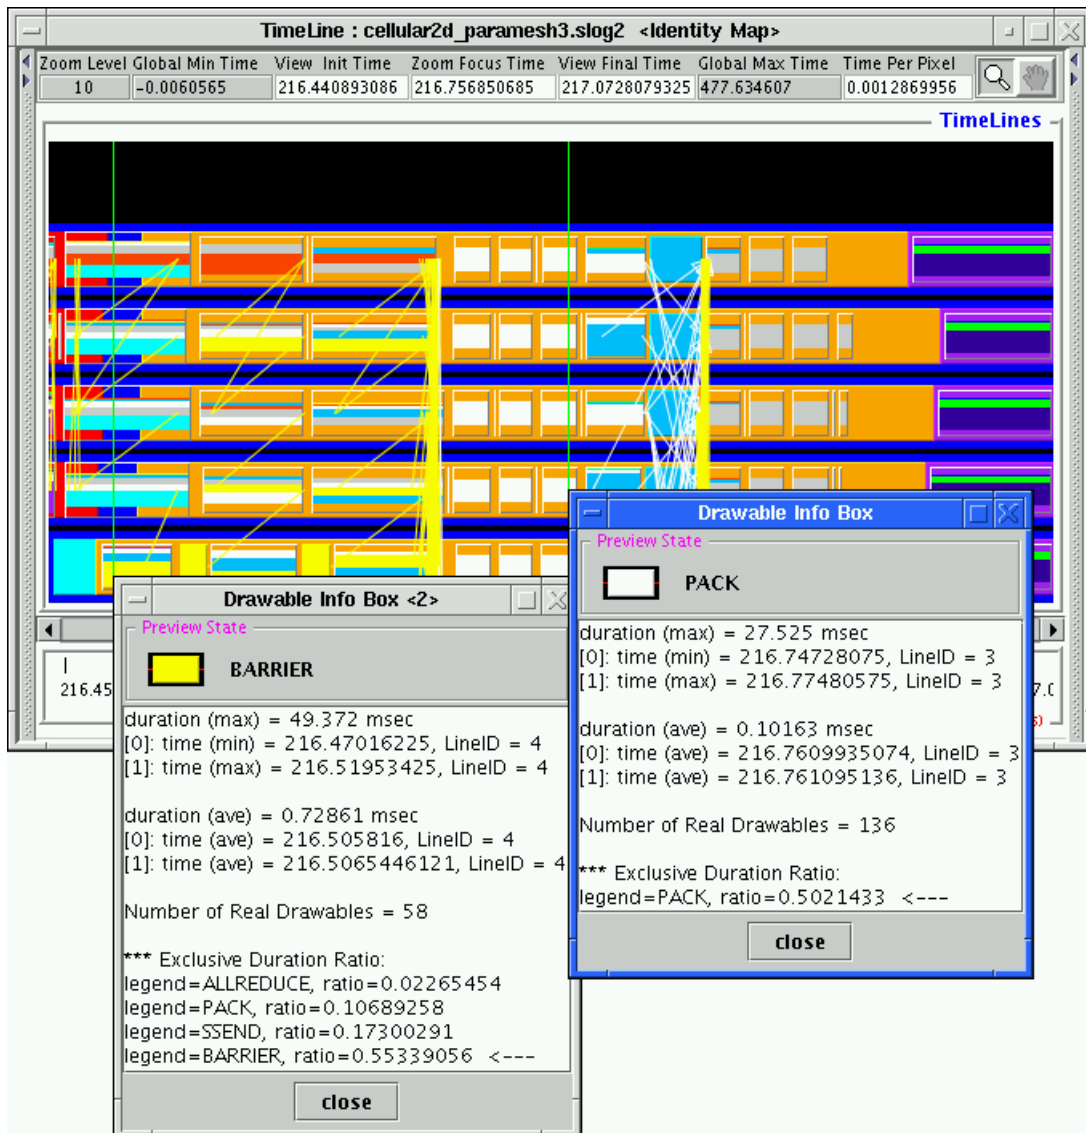 TimeLine : cellular2d_paramesh3.slog2 <Identity Map>
Zoom Level Global Min Time View Init Time Zoom Focus Time View Final Time Global Max Time Time Per Pixel
10 -0.0060565 216.440893086 216.756850685 217.0728079325 477.634607 0.0012869956
TimeLines
216.45
Drawable Info Box <2>
Preview State
BARRIER
duration (max) = 49.372 msec
[0]: time (min) = 216.47016225, LineID = 4
[1]: time (max) = 216.51953425, LineID = 4
duration (ave) = 0.72861 msec
[0]: time (ave) = 216.505816, LineID = 4
[1]: time (ave) = 216.5065446121, LineID = 4
Number of Real Drawables = 58
*** Exclusive Duration Ratio:
legend=ALLREDUCE, ratio=0.02265454
legend=PACK, ratio=0.10689258
legend=SSEND, ratio=0.17300291
legend=BARRIER, ratio=0.55339056 <---
close
Drawable Info Box
Preview State
PACK
duration (max) = 27.525 msec
[0]: time (min) = 216.74728075, LineID = 3
[1]: time (max) = 216.77480575, LineID = 3
duration (ave) = 0.10163 msec
[0]: time (ave) = 216.7609935074, LineID = 3
[1]: time (ave) = 216.761095136, LineID = 3
Number of Real Drawables = 136
*** Exclusive Duration Ratio:
legend=PACK, ratio=0.5021433 <---
close